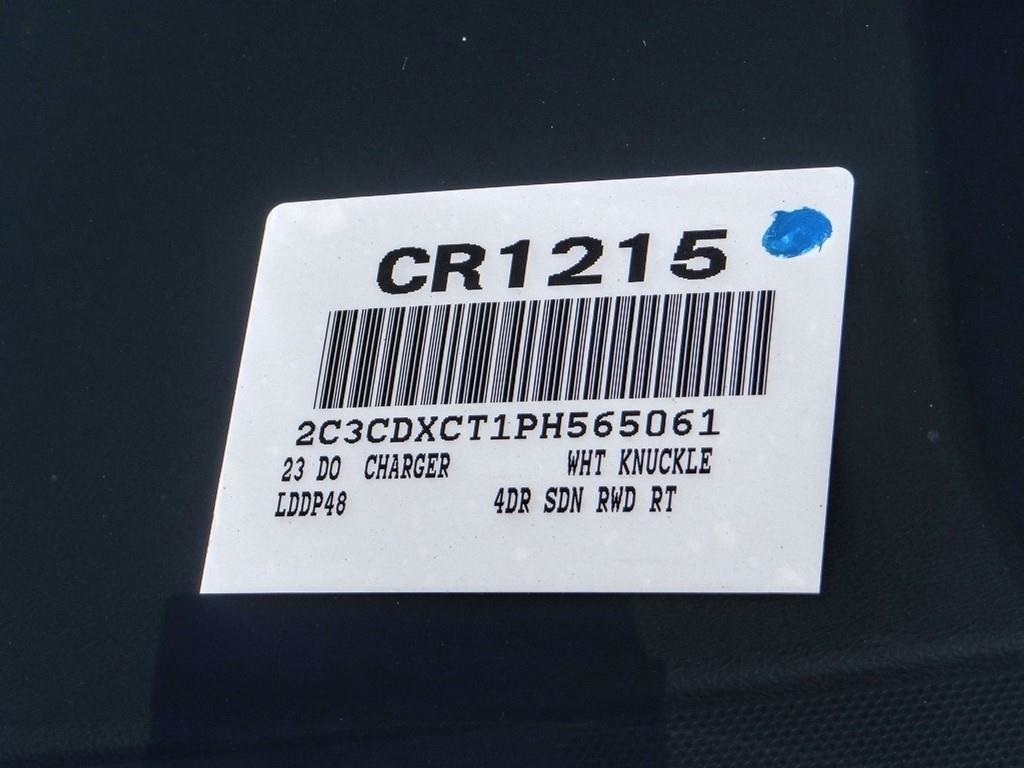 CR1215
2C3CDXCT1PH565061
23 DO CHARGER WHT KNUCKLE
LDDP48 4DR SDN RWD RT